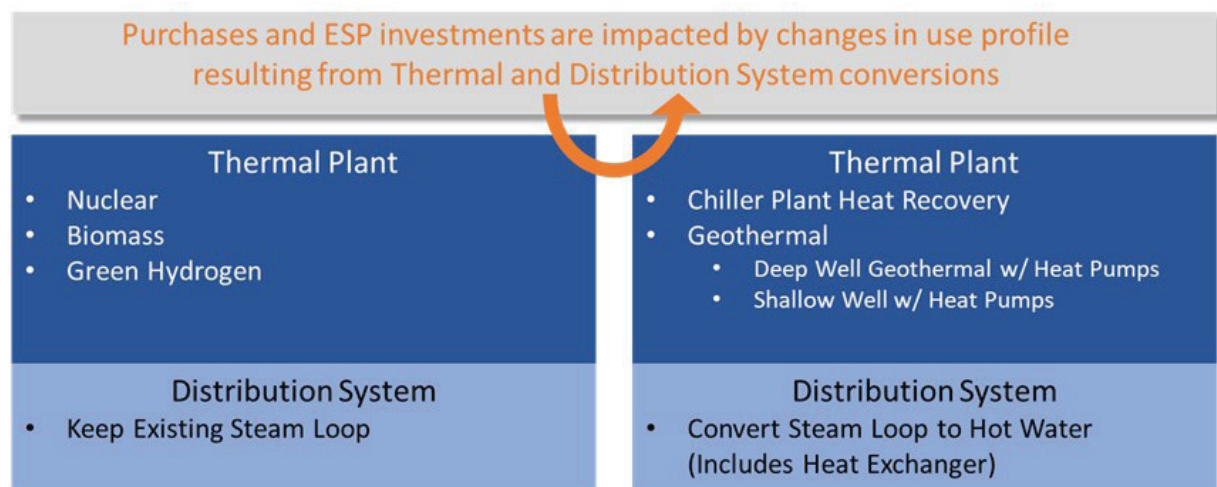 Purchases and ESP investments are impacted by changes in use profile
resulting from Thermal and Distribution System conversions
Thermal Plant
• Nuclear
• Biomass
• Green Hydrogen
Distribution System
• Keep Existing Steam Loop
Thermal Plant
• Chiller Plant Heat Recovery
• Geothermal
• Deep Well Geothermal w/ Heat Pumps
• Shallow Well w/ Heat Pumps
Distribution System
• Convert Steam Loop to Hot Water
(Includes Heat Exchanger)